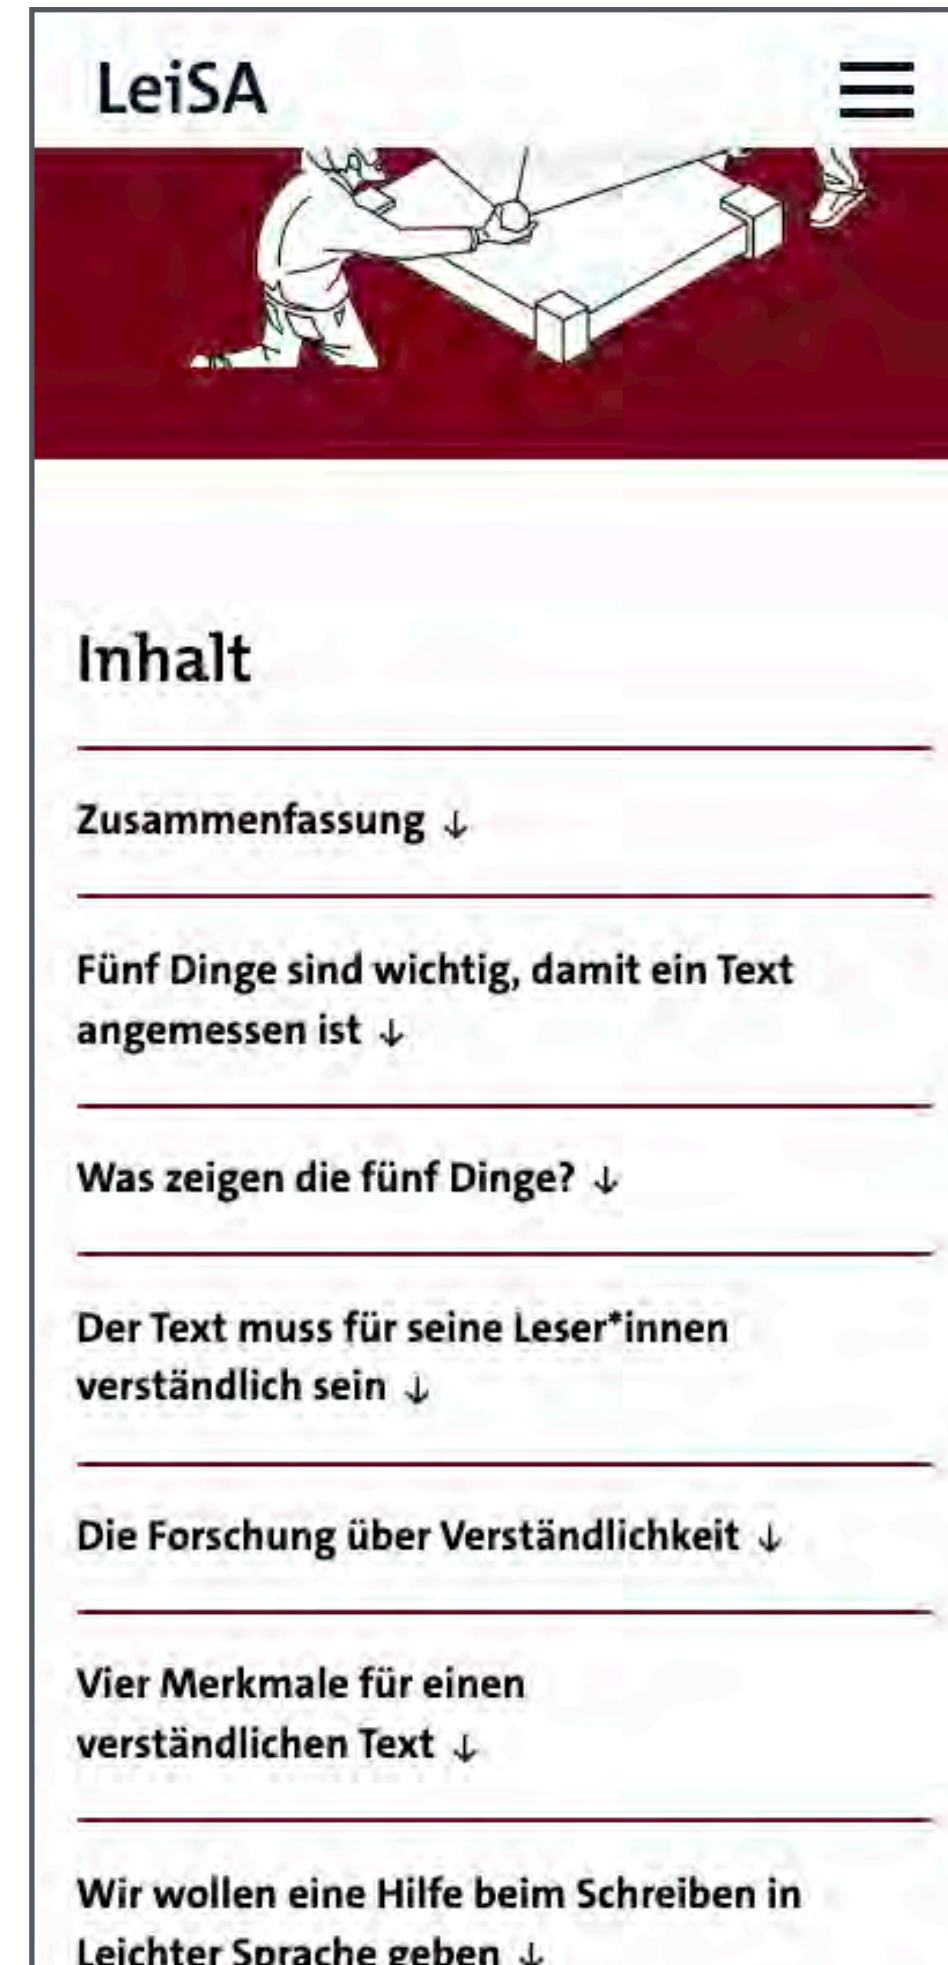 LeiSA
Inhalt
Zusammenfassung ↓
Fünf Dinge sind wichtig, damit ein Text
angemessen ist ↓
Was zeigen die fünf Dinge? ↓
Der Text muss für seine Leser*innen
verständlich sein ↓
Die Forschung über Verständlichkeit ↓
Vier Merkmale für einen
verständlichen Text ↓
Wir wollen eine Hilfe beim Schreiben in
Leichter Sprache geben ↓